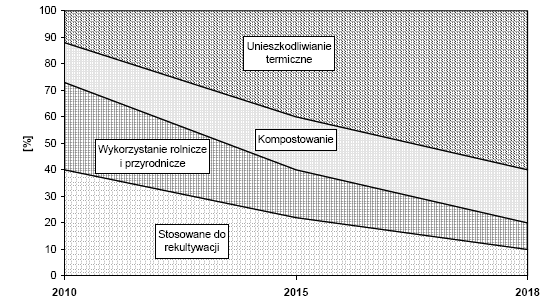 100
90
80
70
60
50
40
30
20
10
0
[%]
Unieszkodliwianie
termiczne
Kompostowanie
Wykorzystanie rolnicze
i przyrodnicze
Stosowane do
rekultywacji
2010
2015
2018